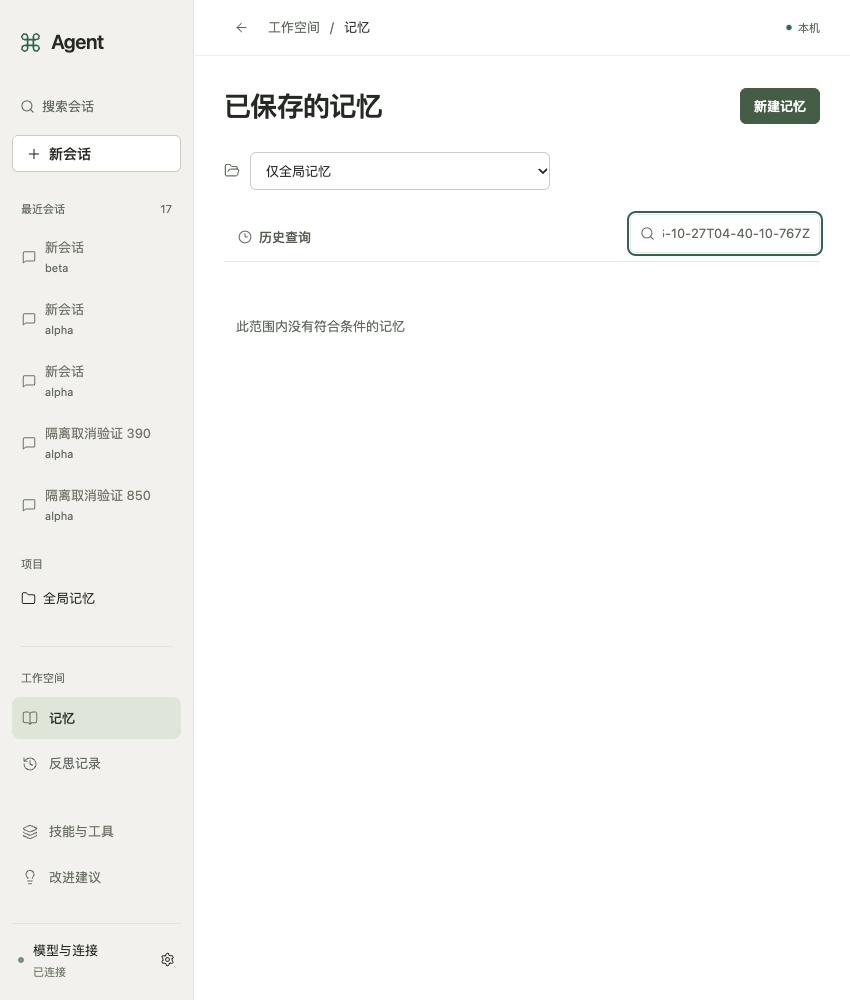 Agent
搜索会话
新会话
最近会话 17
新会话
beta
新会话
alpha
新会话
alpha
隔离取消验证 390
alpha
隔离取消验证 850
alpha
项目
全局记忆
工作空间
记忆
反思记录
技能与工具
改进建议
模型与连接
已连接
工作空间 / 记忆
本机
已保存的记忆
新建记忆
仅全局记忆
历史查询
-10-27T04-40-10-767Z
此范围内没有符合条件的记忆